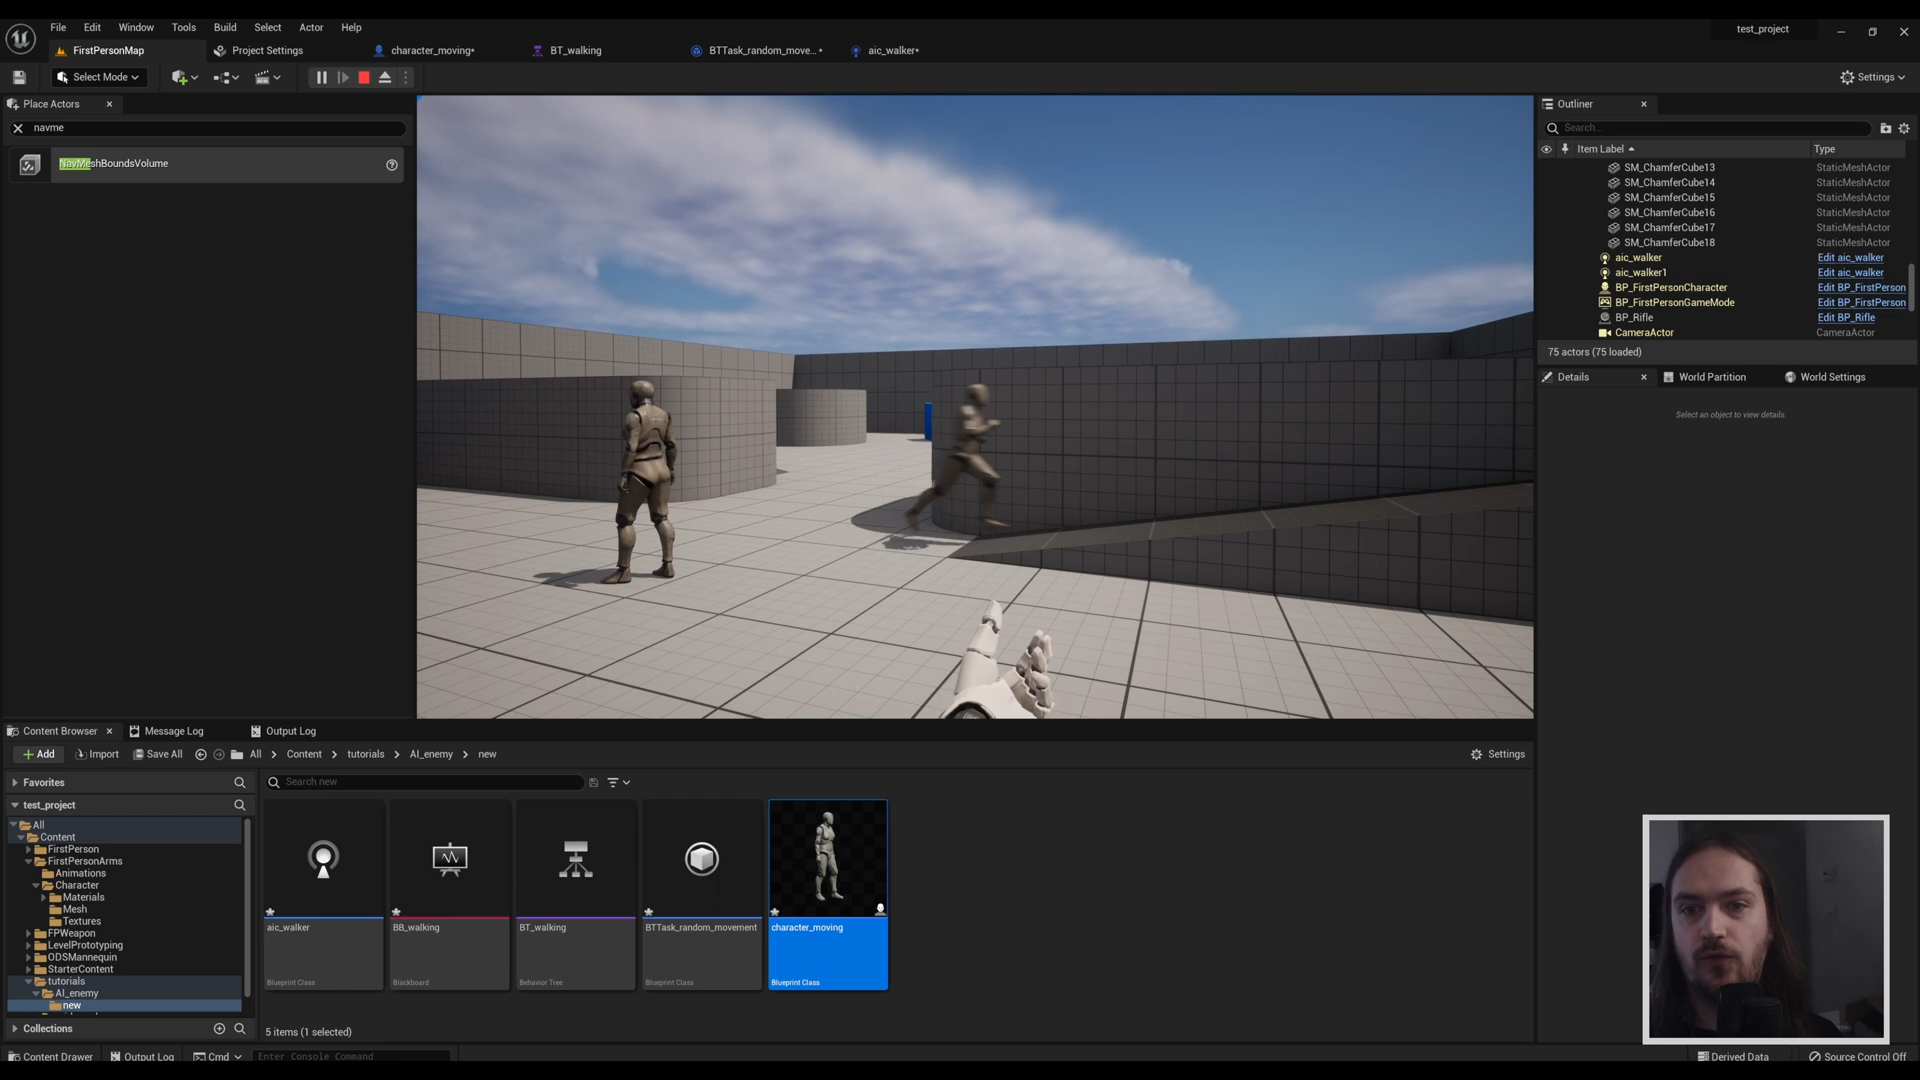 File Edit Window Tools Build Select Actor Help
test_project
FirstPersonMap Project Settings character_moving* BT_walking BTTask_random_move...* aic_walker*
Select Mode Settings
Place Actors
navme
NavMeshBoundsVolume
Outliner
Search...
Item Label Type
SM_ChamferCube13 StaticMeshActor
SM_ChamferCube14 StaticMeshActor
SM_ChamferCube15 StaticMeshActor
SM_ChamferCube16 StaticMeshActor
SM_ChamferCube17 StaticMeshActor
SM_ChamferCube18 StaticMeshActor
aic_walker Edit aic_walker
aic_walker1 Edit aic_walker
BP_FirstPersonCharacter Edit BP_FirstPerson
BP_FirstPersonGameMode Edit BP_FirstPerson
BP_Rifle Edit BP_Rifle
CameraActor CameraActor
75 actors (75 loaded)
Details World Partition World Settings
Select an object to view details.
Content Browser Message Log Output Log
Add Import Save All All > Content > tutorials > AI_enemy > new Settings
Favorites
Search new
test_project
All
Content
FirstPerson
FirstPersonArms
Animations
Character
Materials
Mesh
Textures
FPWeapon
LevelPrototyping
ODSMannequin
StarterContent
tutorials
AI_enemy
new
Collections
aic_walker BB_walking BT_walking BTTask_random_movement character_moving
Blueprint Class Blackboard Behavior Tree Blueprint Class Blueprint Class
5 items (1 selected)
Content Drawer Output Log Cmd Enter Console Command Derived Data Source Control Off